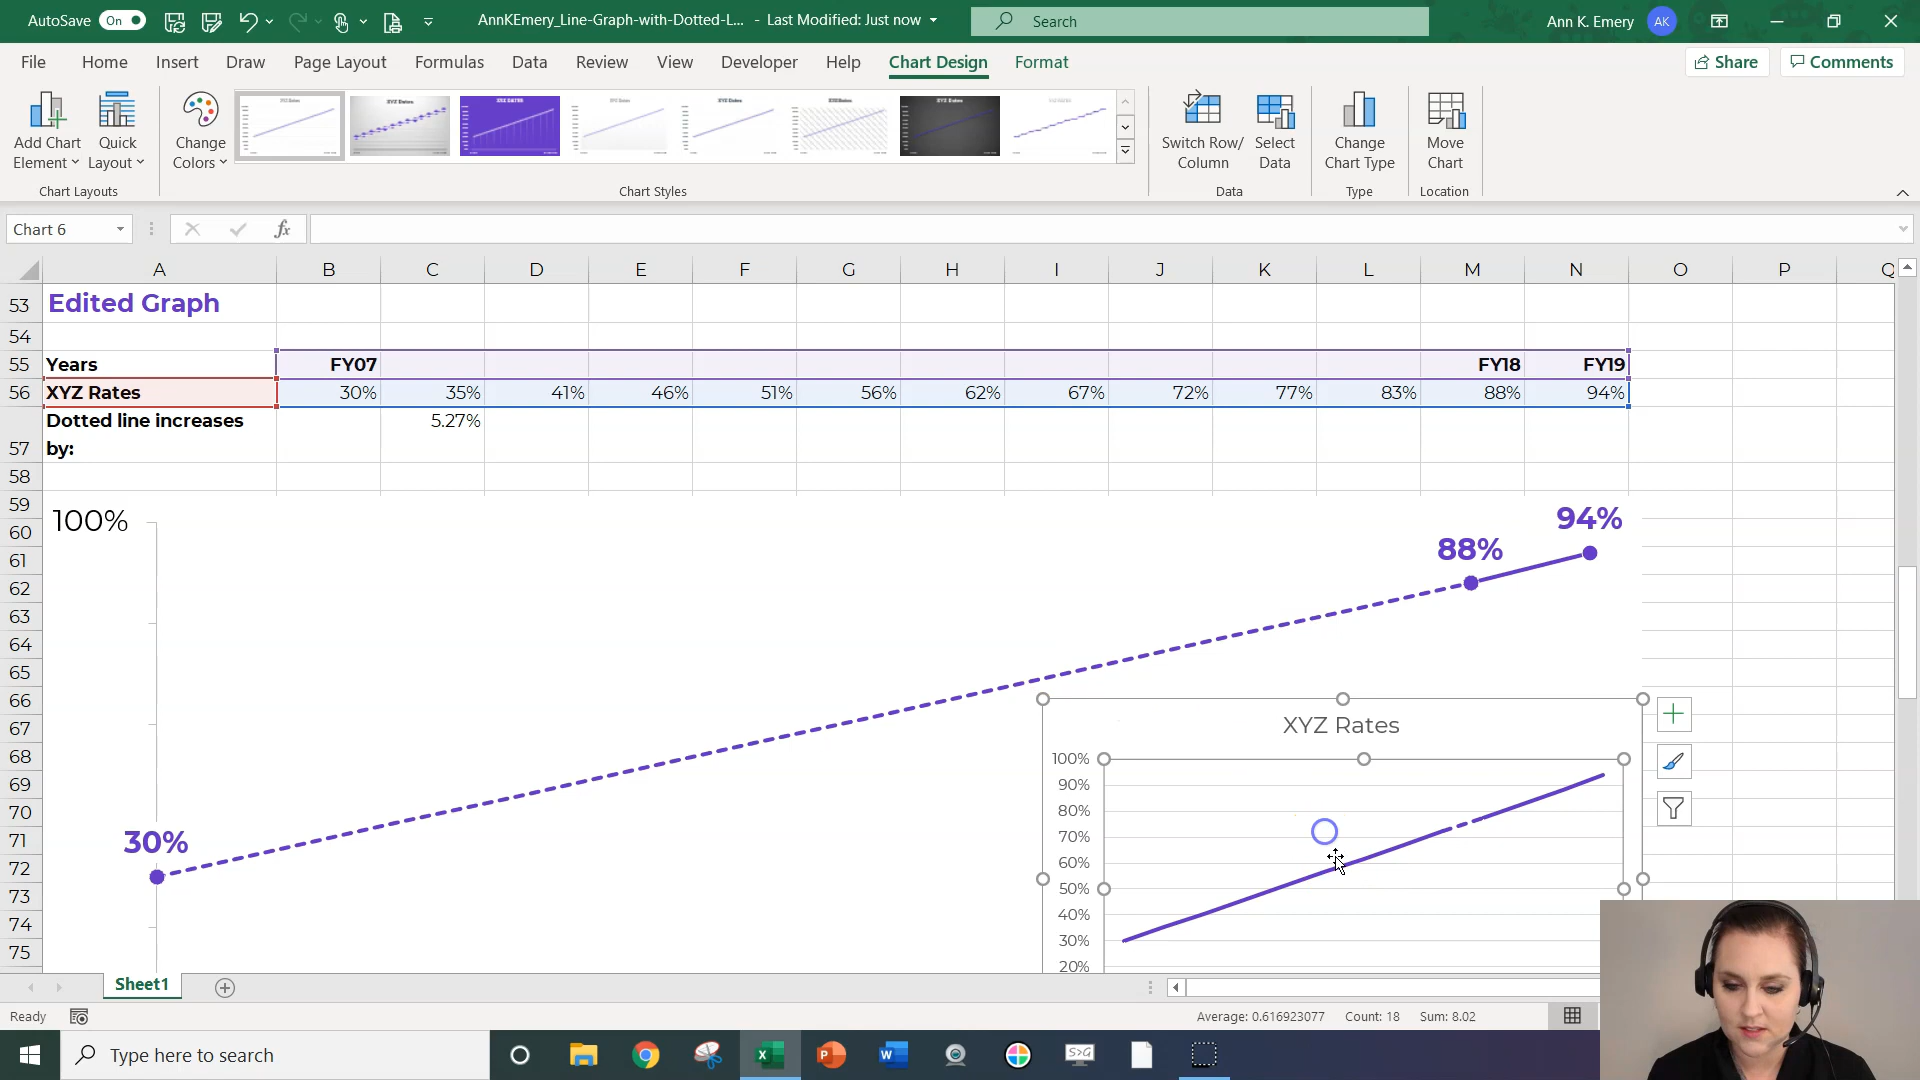 AutoSave On AnnKEmery_Line-Graph-with-Dotted-L... - Last Modified: Just now Search Ann K. Emery AK
File Home Insert Draw Page Layout Formulas Data Review View Developer Help Chart Design Format Share Comments
Add Chart Element Quick Layout Change Colors Switch Row/ Column Select Data Change Chart Type Move Chart
Chart Layouts Chart Styles Data Type Location
Chart 6 fx
A B C D E F G H I J K L M N O P Q
53 Edited Graph
54
55 Years FY07 FY18 FY19
56 XYZ Rates 30% 35% 41% 46% 51% 56% 62% 67% 72% 77% 83% 88% 94%
57 Dotted line increases by: 5.27%
58
59
60
61
62
63
64
65
66
67
68
69
70
71
72
73
74
75
100%
94%
88%
30%
XYZ Rates
100%
90%
80%
70%
60%
50%
40%
30%
20%
Sheet1
Ready Average: 0.616923077 Count: 18 Sum: 8.02
Type here to search